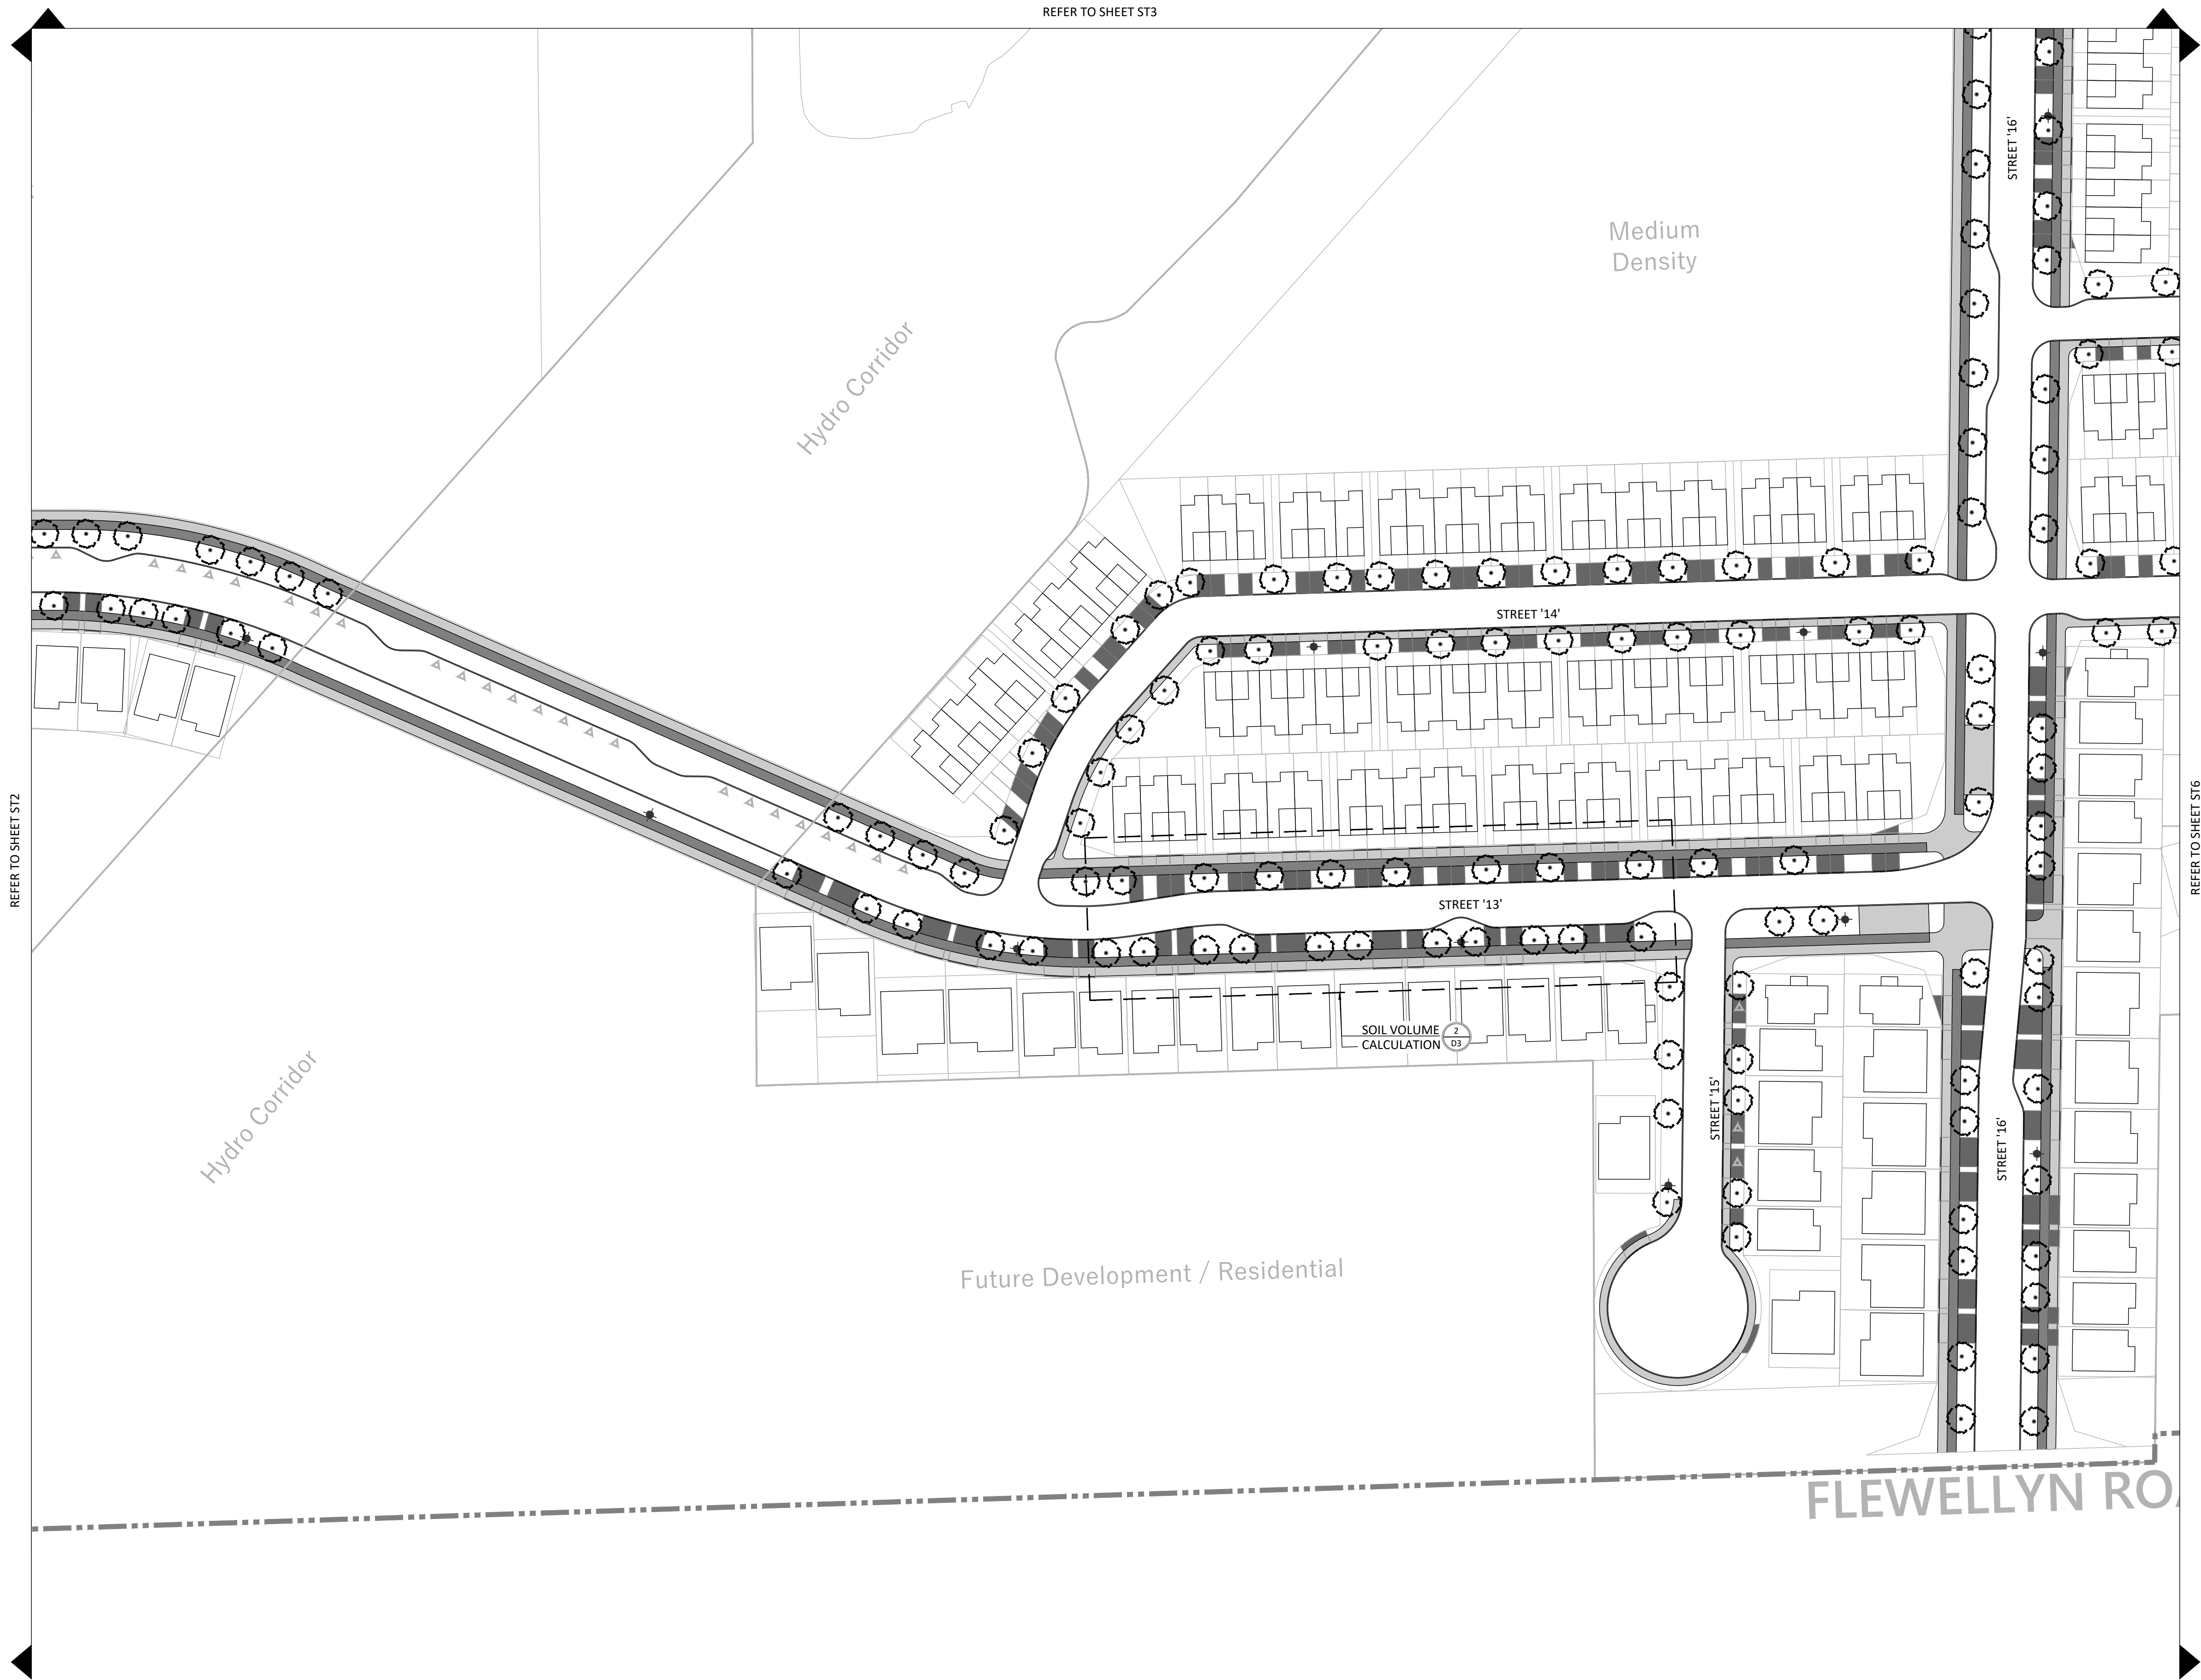 REFER TO SHEET ST3
STREET '16'
Medium
Density
Hydro Corridor
STREET '14'
REFER TO SHEET ST2
REFER TO SHEET ST6
STREET '13'
SOIL VOLUME
CALCULATION
2
D3
STREET '15'
STREET '16'
Hydro Corridor
Future Development / Residential
FLEWELLYN RO